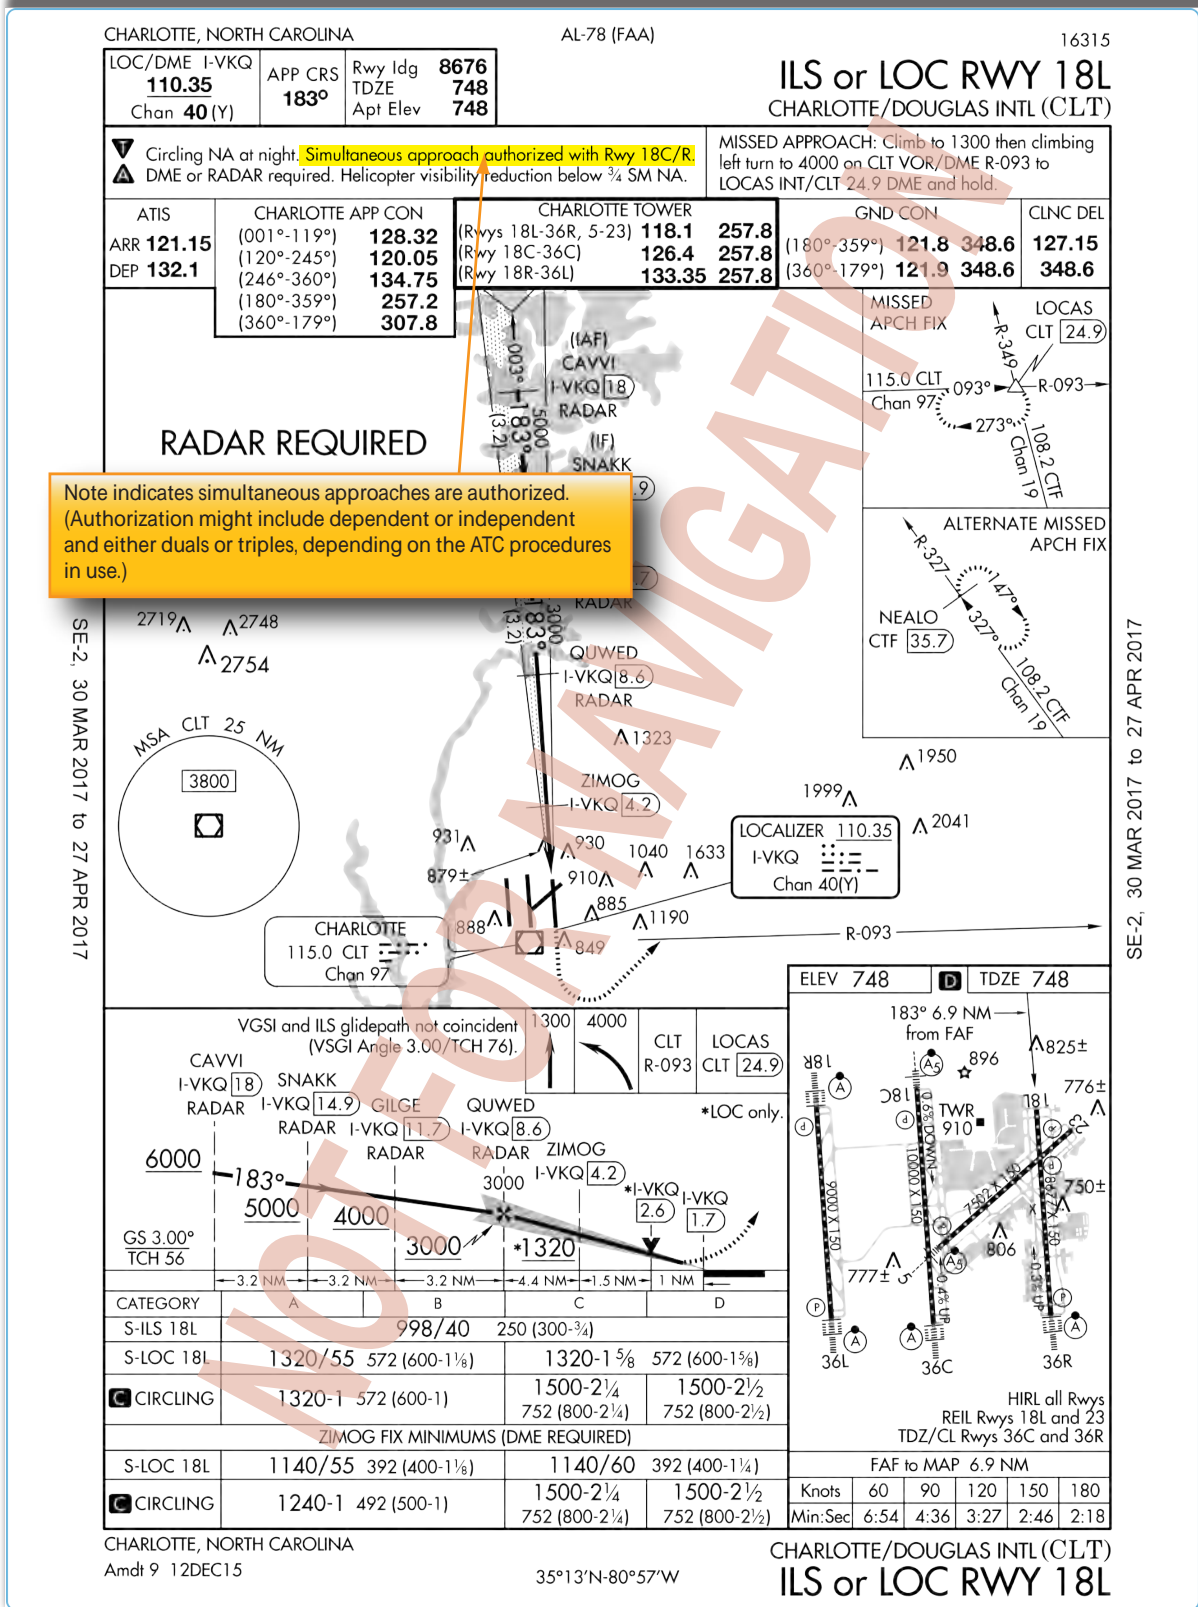 CHARLOTTE, NORTH CAROLINA
AL-78 (FAA)
16315
LOC/DME I-VKQ
110.35
Chan 40 (Y)
APP CRS
183°
Rwy ldg 8676
TDZE 748
Apt Elev 748
ILS or LOC RWY 18L
CHARLOTTE/DOUGLAS INTL (CLT)
T
Circling NA at night. Simultaneous approach authorized with Rwy 18C/R.
A
DME or RADAR required. Helicopter visibility reduction below ¾ SM NA.
MISSED APPROACH: Climb to 1300 then climbing
left turn to 4000 on CLT VOR/DME R-093 to
LOCAS INT/CLT 24.9 DME and hold.
ATIS
ARR 121.15
DEP 132.1
CHARLOTTE APP CON
(001°-119°) 128.32
(120°-245°) 120.05
(246°-360°) 134.75
(180°-359°) 257.2
(360°-179°) 307.8
CHARLOTTE TOWER
(Rwys 18L-36R, 5-23) 118.1 257.8
(Rwy 18C-36C) 126.4 257.8
(Rwy 18R-36L) 133.35 257.8
GND CON
(180°-359°) 121.8 348.6
(360°-179°) 121.9 348.6
CLNC DEL
127.15
348.6
RADAR REQUIRED
Note indicates simultaneous approaches are authorized.
(Authorization might include dependent or independent
and either duals or triples, depending on the ATC procedures
in use.)
003°
183°
(3.2)
5000
(IAF)
CAVVI
I-VKQ 18
RADAR
(IF)
SNAKK
.9
.7
RADAR
183°
(3.2)
3000
QUWED
I-VKQ 8.6
RADAR
ZIMOG
I-VKQ 4.2
MISSED
APCH FIX
LOCAS
CLT 24.9
R-349
115.0 CLT
Chan 97
093°
R-093
273°
108.2 CTF
Chan 19
ALTERNATE MISSED
APCH FIX
R-327
147°
NEALO
CTF 35.7
327°
108.2 CTF
Chan 19
2719
2748
2754
MSA CLT 25 NM
3800
1323
1950
1999
2041
931
930
879±
1040
1633
910
885
888
1190
849
LOCALIZER 110.35
I-VKQ
Chan 40(Y)
CHARLOTTE
115.0 CLT
Chan 97
R-093
SE-2, 30 MAR 2017 to 27 APR 2017
SE-2, 30 MAR 2017 to 27 APR 2017
NOT FOR NAVIGATION
VGSI and ILS glidepath not coincident
(VSGI Angle 3.00/TCH 76).
1300
4000
CLT
R-093
LOCAS
CLT 24.9
CAVVI
I-VKQ 18
RADAR
SNAKK
I-VKQ 14.9
RADAR
GILGE
I-VKQ 11.7
RADAR
QUWED
I-VKQ 8.6
RADAR
ZIMOG
I-VKQ 4.2
*LOC only.
*I-VKQ
2.6
I-VKQ
1.7
6000
183°
5000
4000
3000
3000
*1320
GS 3.00°
TCH 56
3.2 NM
3.2 NM
3.2 NM
4.4 NM
1.5 NM
1 NM
CATEGORY A B C D
S-ILS 18L 998/40 250 (300-¾)
S-LOC 18L 1320/55 572 (600-1⅛) 1320-1⅝ 572 (600-1⅝)
C CIRCLING 1320-1 572 (600-1) 1500-2¼ 752 (800-2¼) 1500-2½ 752 (800-2½)
ZIMOG FIX MINIMUMS (DME REQUIRED)
S-LOC 18L 1140/55 392 (400-1⅛) 1140/60 392 (400-1¼)
C CIRCLING 1240-1 492 (500-1) 1500-2¼ 752 (800-2¼) 1500-2½ 752 (800-2½)
ELEV 748
D
TDZE 748
183° 6.9 NM
from FAF
896
825±
776±
18R
18C
18L
23
TWR
910
A
A5
P
P
0.6% DOWN
10000 X 150
9000 X 150
7502 X 150
8677 X 150
750±
806
777±
5
A5
0.4% UP
0.3% UP
P
P
A
A
A
36L
36C
36R
HIRL all Rwys
REIL Rwys 18L and 23
TDZ/CL Rwys 36C and 36R
FAF to MAP 6.9 NM
Knots 60 90 120 150 180
Min:Sec 6:54 4:36 3:27 2:46 2:18
CHARLOTTE, NORTH CAROLINA
Amdt 9 12DEC15
35°13'N-80°57'W
CHARLOTTE/DOUGLAS INTL (CLT)
ILS or LOC RWY 18L